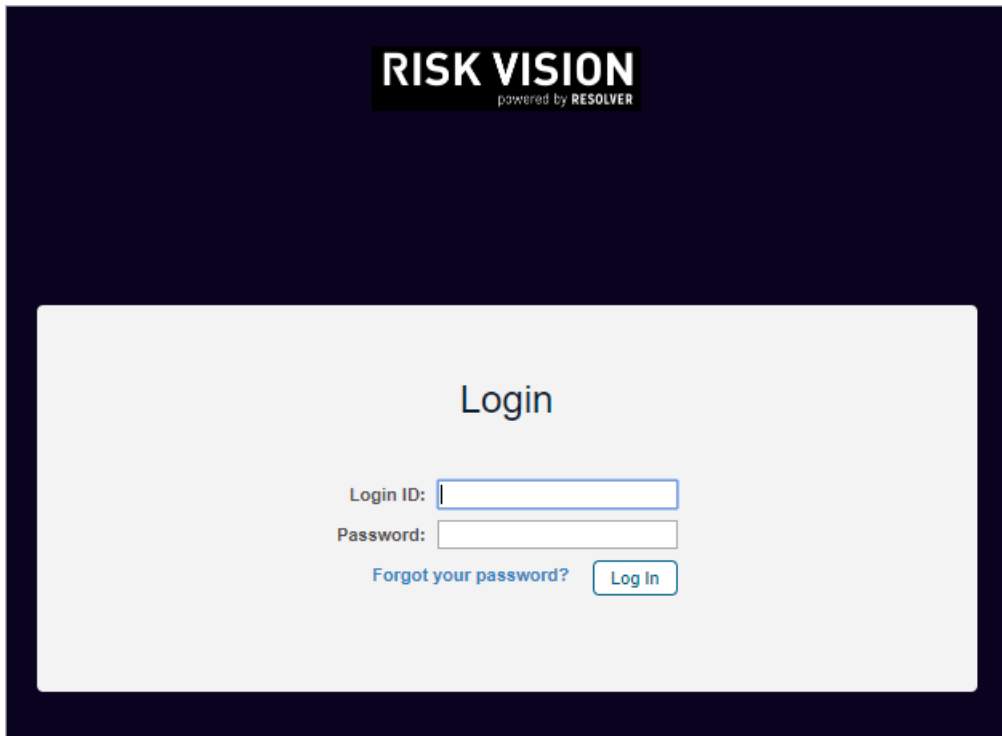 RISK VISION
powered by RESOLVER
Login
Login ID:
Password:
Forgot your password? Log In